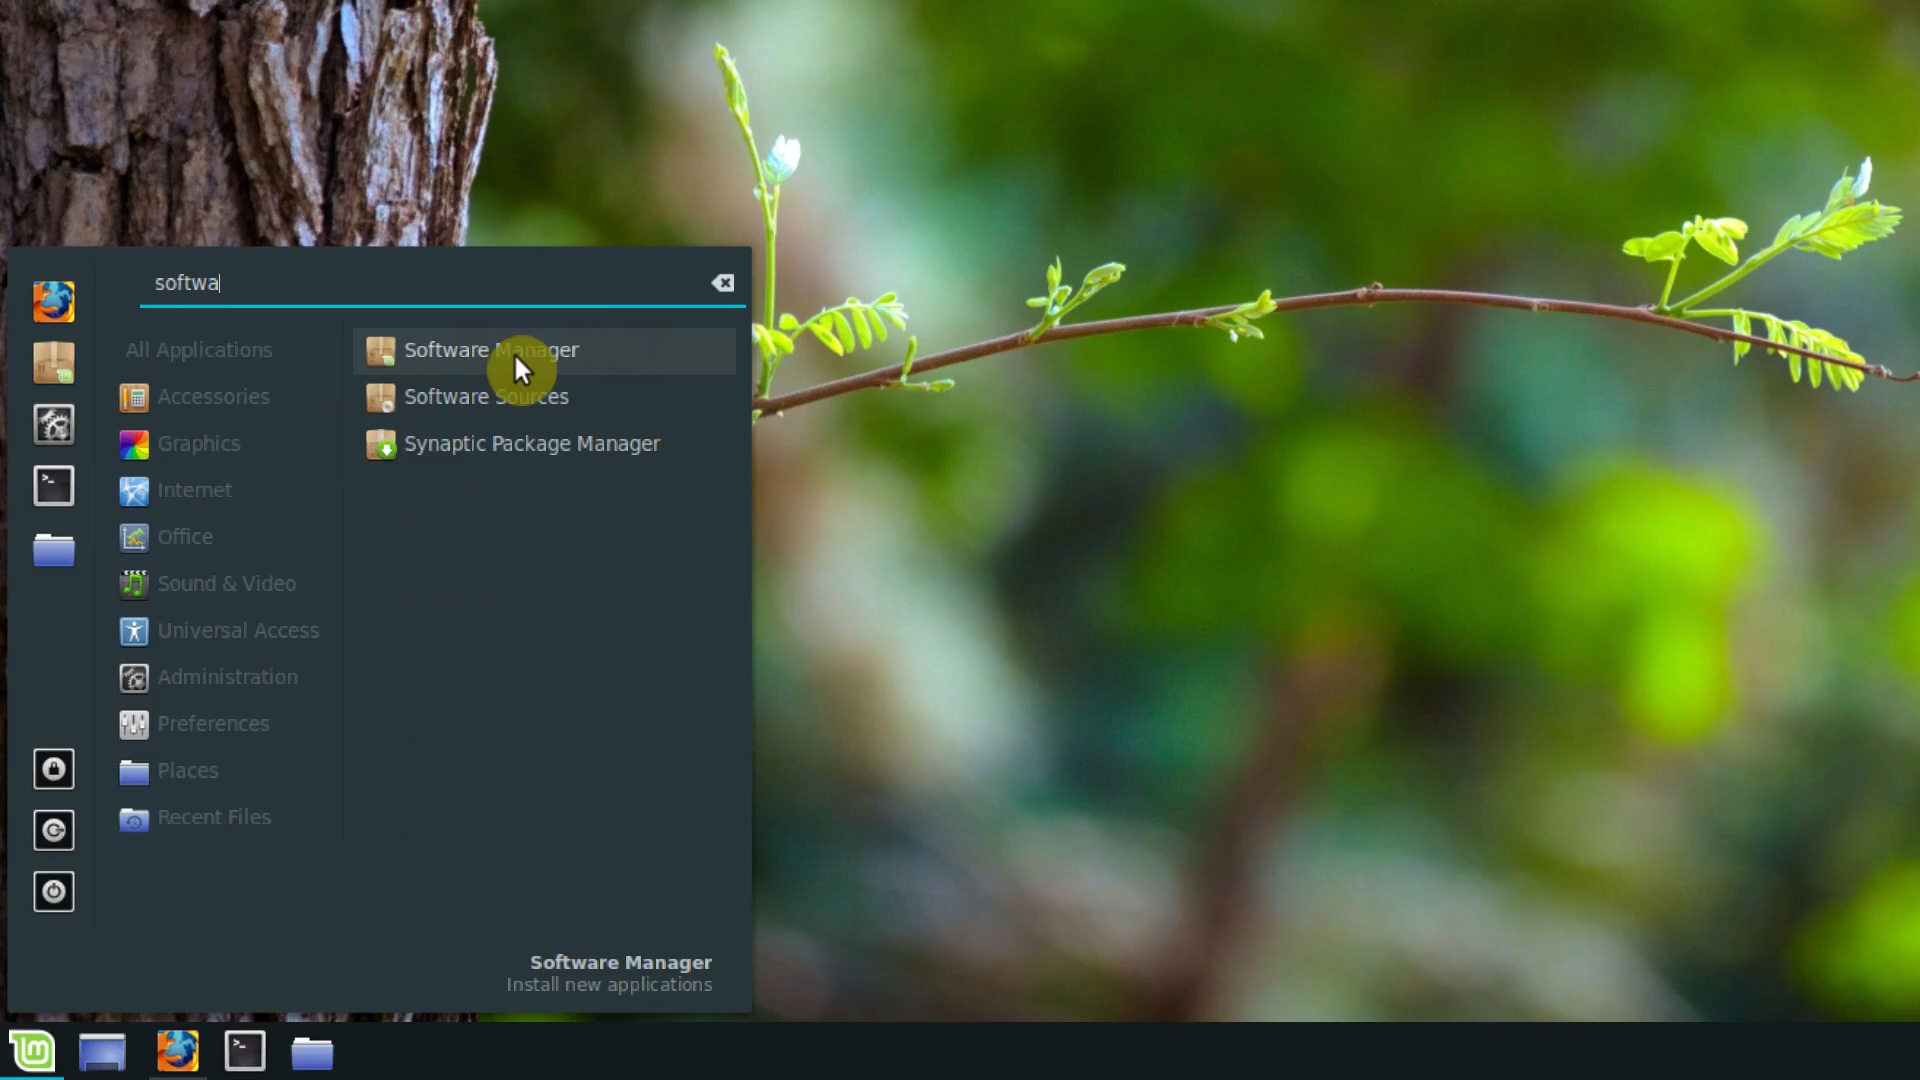 softwa
All Applications
Accessories
Graphics
Internet
Office
Sound & Video
Universal Access
Administration
Preferences
Places
Recent Files
Software Manager
Software Sources
Synaptic Package Manager
Software Manager
Install new applications